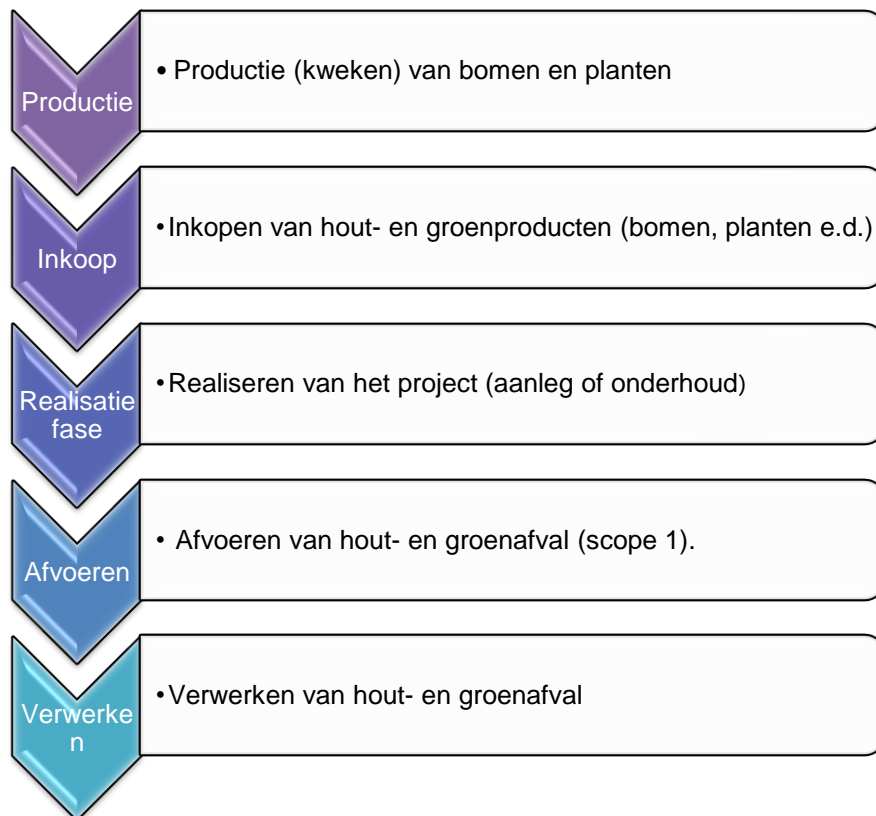 Productie
• Productie (kweken) van bomen en planten
Inkoop
•Inkopen van hout- en groenproducten (bomen, planten e.d.)
Realisatie
fase
•Realiseren van het project (aanleg of onderhoud)
Afvoeren
• Afvoeren van hout- en groenafval (scope 1).
Verwerke
n
•Verwerken van hout- en groenafval